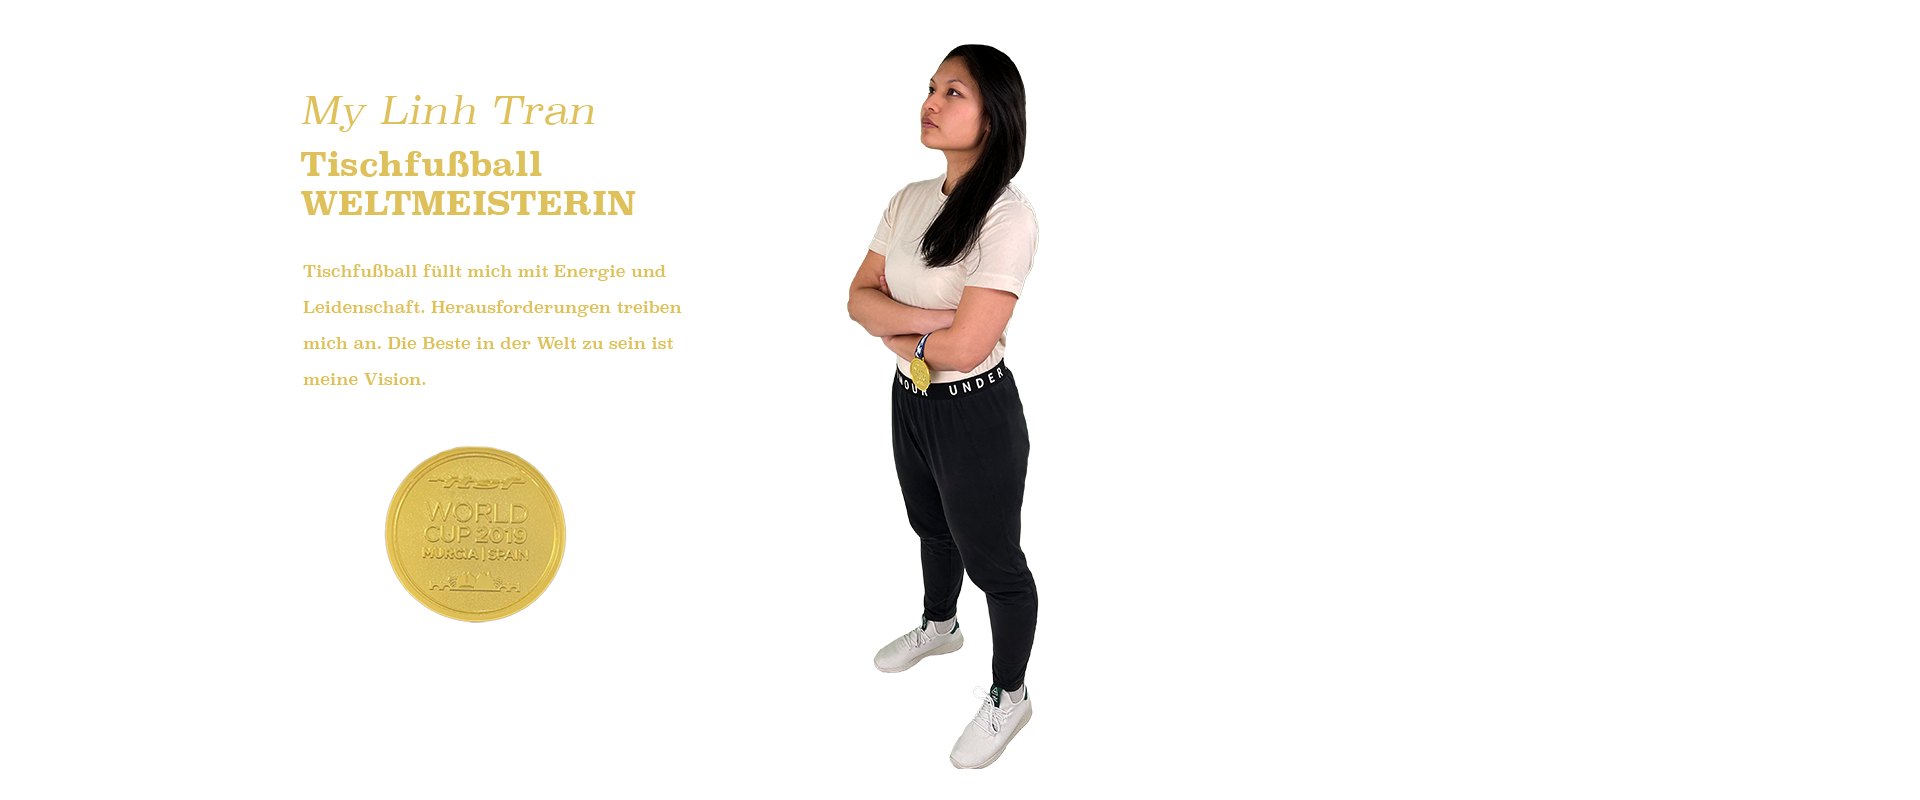 My Linh Tran
Tischfußball
WELTMEISTERIN
Tischfußball füllt mich mit Energie und
Leidenschaft. Herausforderungen treiben
mich an. Die Beste in der Welt zu sein ist
meine Vision.
WORLD
CUP 2019
MURCIA | SPAIN
UNDER